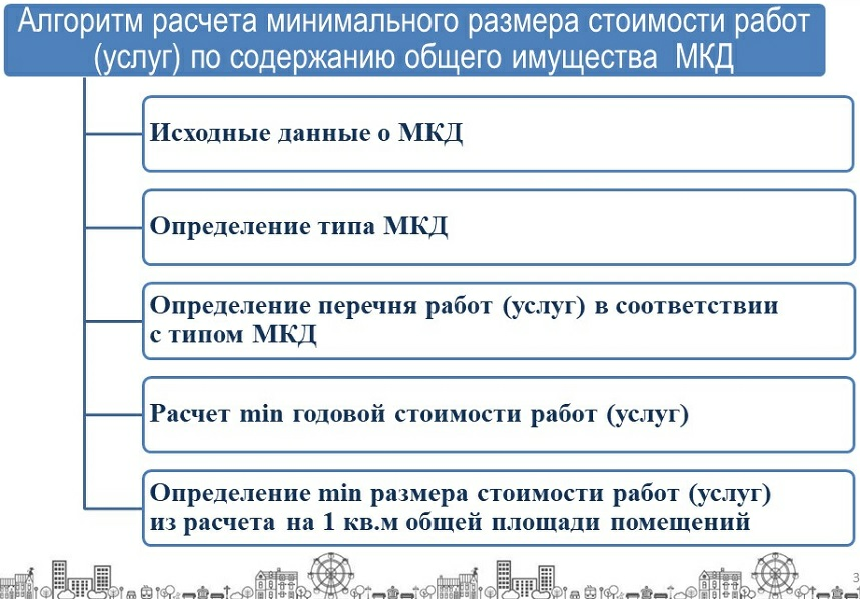 Алгоритм расчета минимального размера стоимости работ
(услуг) по содержанию общего имущества МКД
Исходные данные о МКД
Определение типа МКД
Определение перечня работ (услуг) в соответствии
с типом МКД
Расчет min годовой стоимости работ (услуг)
Определение min размера стоимости работ (услуг)
из расчета на 1 кв.м общей площади помещений
3